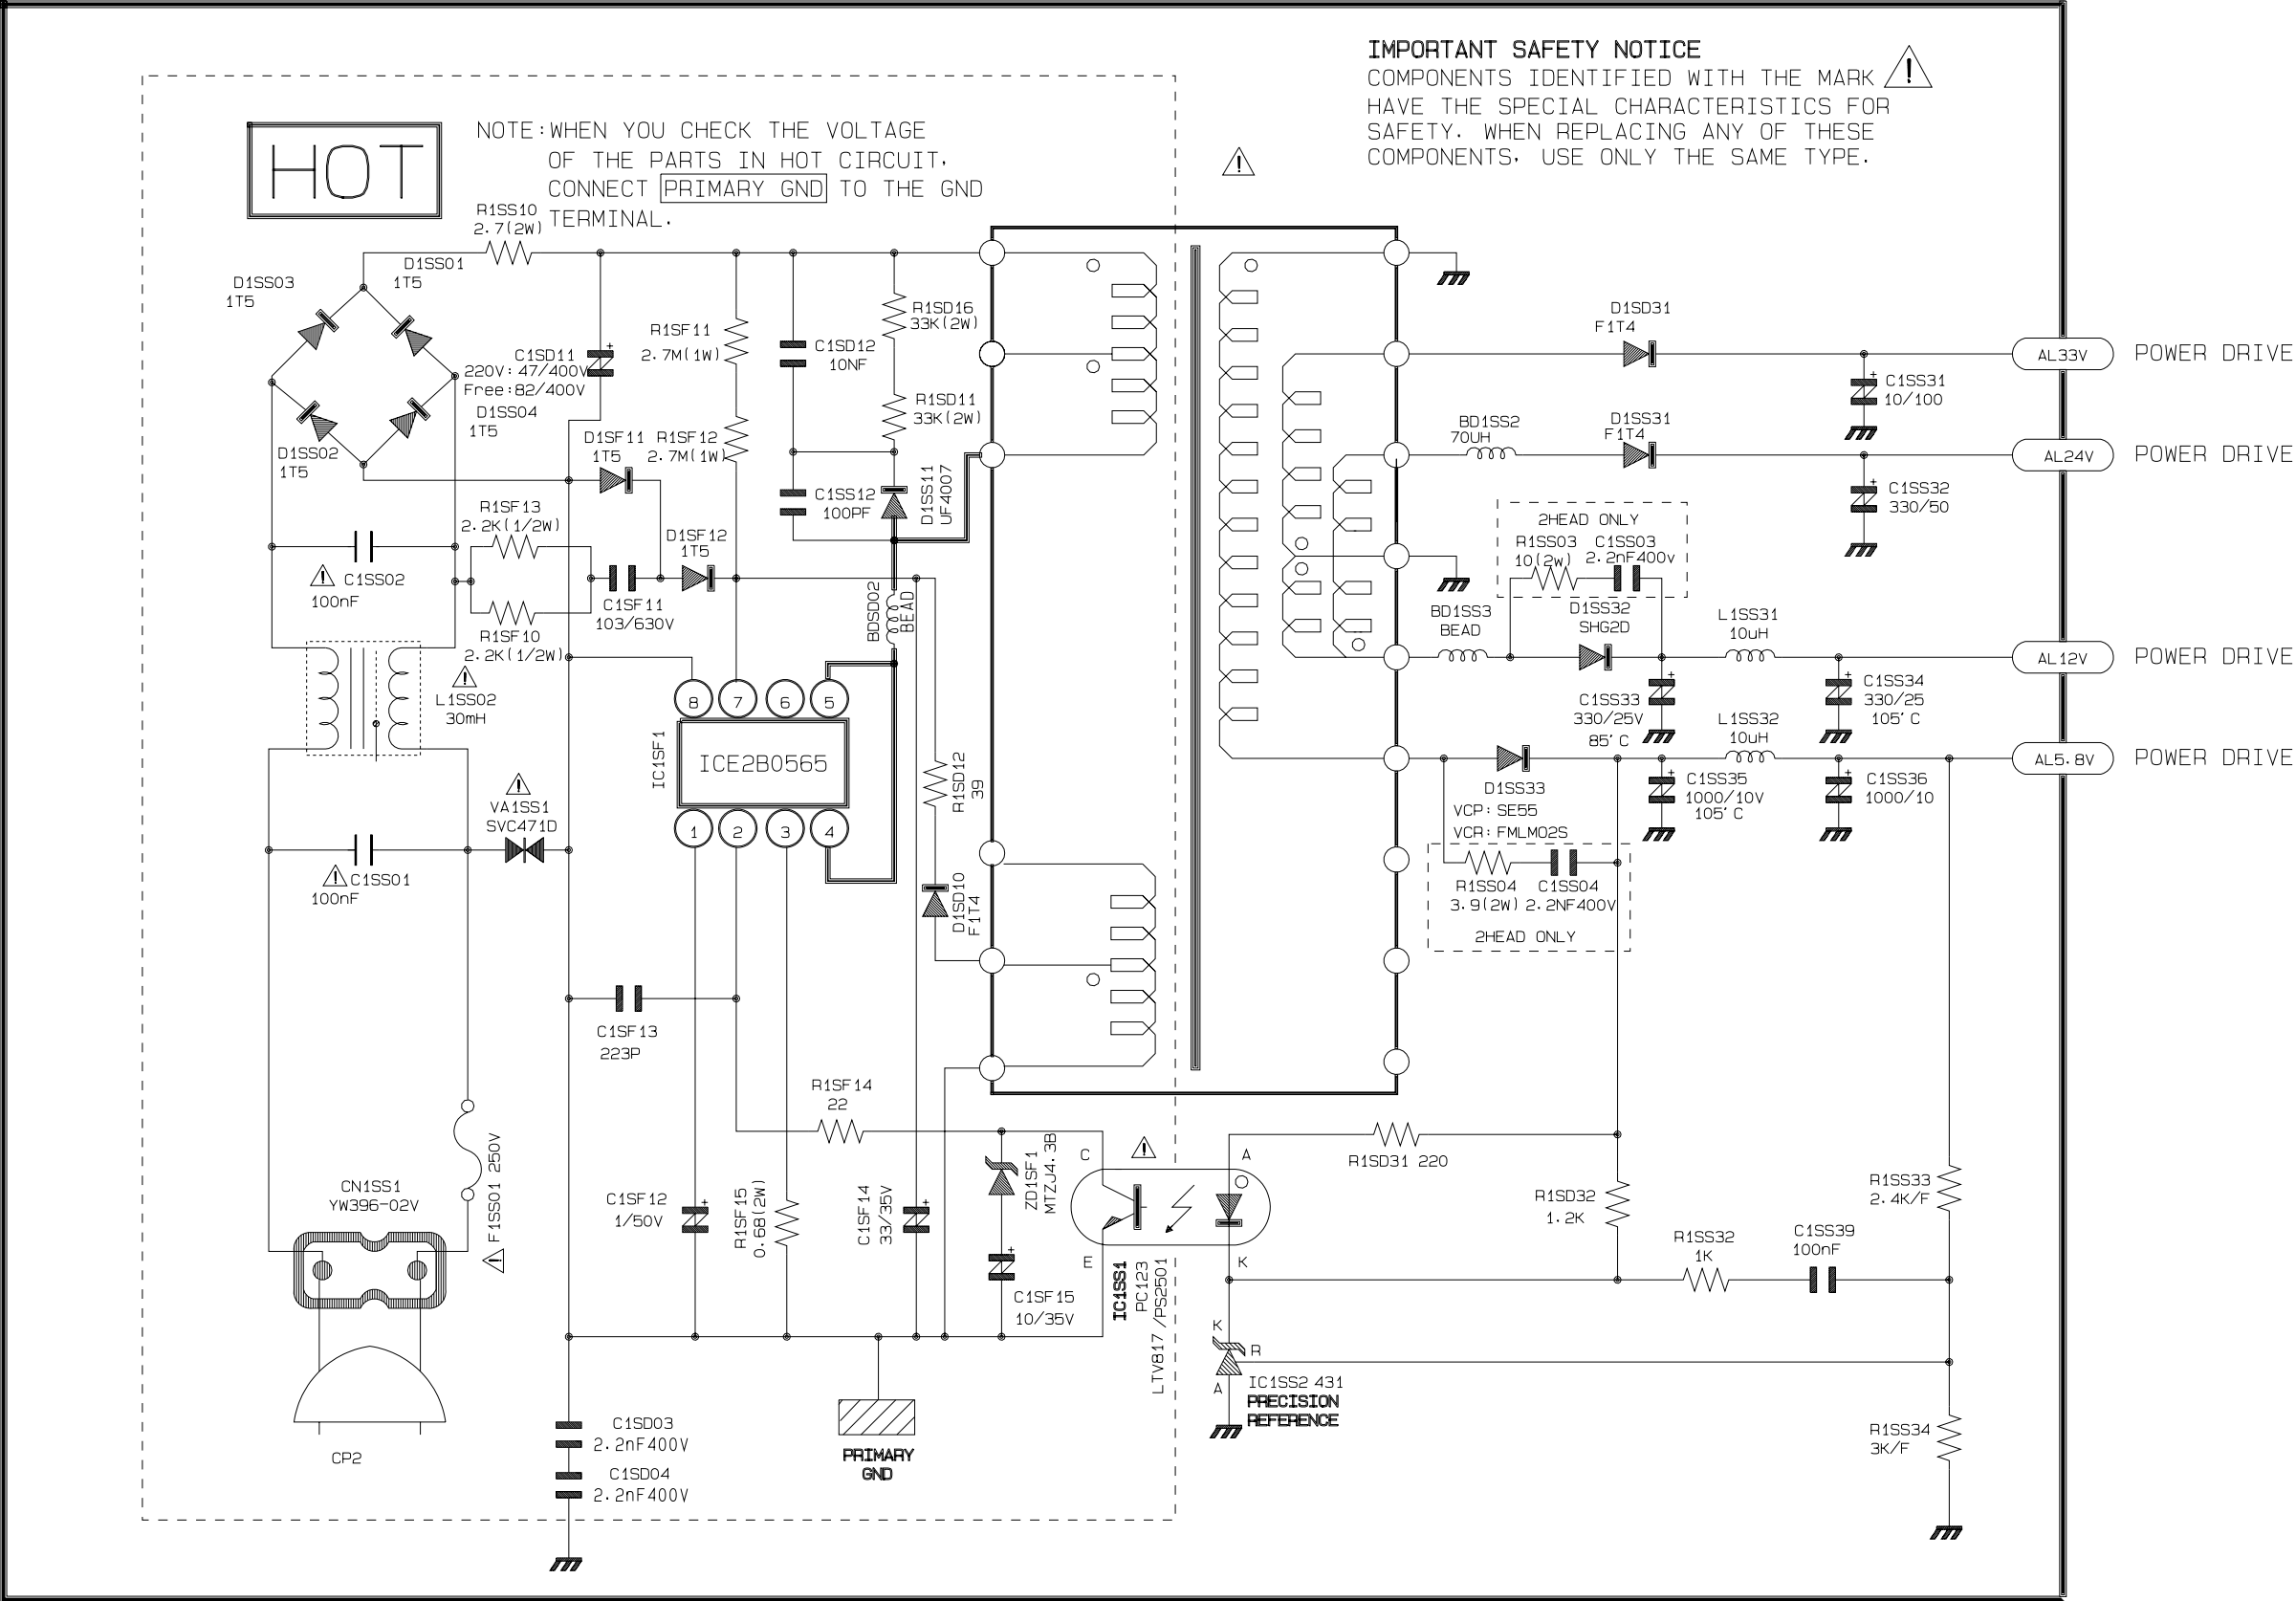 IMPORTANT SAFETY NOTICE
COMPONENTS IDENTIFIED WITH THE MARK
HAVE THE SPECIAL CHARACTERISTICS FOR
SAFETY. WHEN REPLACING ANY OF THESE
COMPONENTS, USE ONLY THE SAME TYPE.
HOT
NOTE:WHEN YOU CHECK THE VOLTAGE
OF THE PARTS IN HOT CIRCUIT,
CONNECT PRIMARY GND TO THE GND
TERMINAL.
R1SS10
2.7(2W)
D1SS01
1T5
D1SS03
1T5
C1SD11
220V:47/400V
Free:82/400V
D1SS04
1T5
D1SS02
1T5
R1SF11
2.7M(1W)
C1SD12
10NF
R1SD16
33K(2W)
R1SD11
33K(2W)
D1SF11
1T5
R1SF12
2.7M(1W)
C1SS12
100PF
D1SS11
UF4007
R1SF13
2.2K(1/2W)
D1SF12
1T5
C1SS02
100nF
C1SF11
103/630V
R1SF10
2.2K(1/2W)
BDSD02
BEAD
L1SS02
30mH
8
7
6
5
IC1SF1
ICE2B0565
1
2
3
4
VA1SS1
SVC471D
C1SS01
100nF
R1SD12
39
D1SD10
F1T4
C1SF13
223P
R1SF14
22
F1SS01 250V
CN1SS1
YW396-02V
CP2
C1SF12
1/50V
R1SF15
0.68(2W)
C1SF14
33/35V
ZD1SF1
MTZJ4.3B
C1SF15
10/35V
C
E
A
K
IC1SS1
PC123
LTV817/PS2501
PRIMARY
GND
C1SD03
2.2nF400V
C1SD04
2.2nF400V
D1SD31
F1T4
AL33V
POWER DRIVE
C1SS31
10/100
BD1SS2
70UH
D1SS31
F1T4
AL24V
POWER DRIVE
C1SS32
330/50
2HEAD ONLY
R1SS03
10(2w)
C1SS03
2.2nF400v
BD1SS3
BEAD
D1SS32
SHG2D
L1SS31
10uH
AL12V
POWER DRIVE
C1SS33
330/25V
85'C
C1SS34
330/25
105'C
L1SS32
10uH
AL5.8V
POWER DRIVE
D1SS33
VCP:SE55
VCR:FMLM02S
C1SS35
1000/10V
105'C
C1SS36
1000/10
R1SS04
3.9(2W)
C1SS04
2.2NF400V
2HEAD ONLY
R1SD31 220
R1SD32
1.2K
R1SS33
2.4K/F
R1SS32
1K
C1SS39
100nF
K
R
A
IC1SS2 431
PRECISION
REFERENCE
R1SS34
3K/F